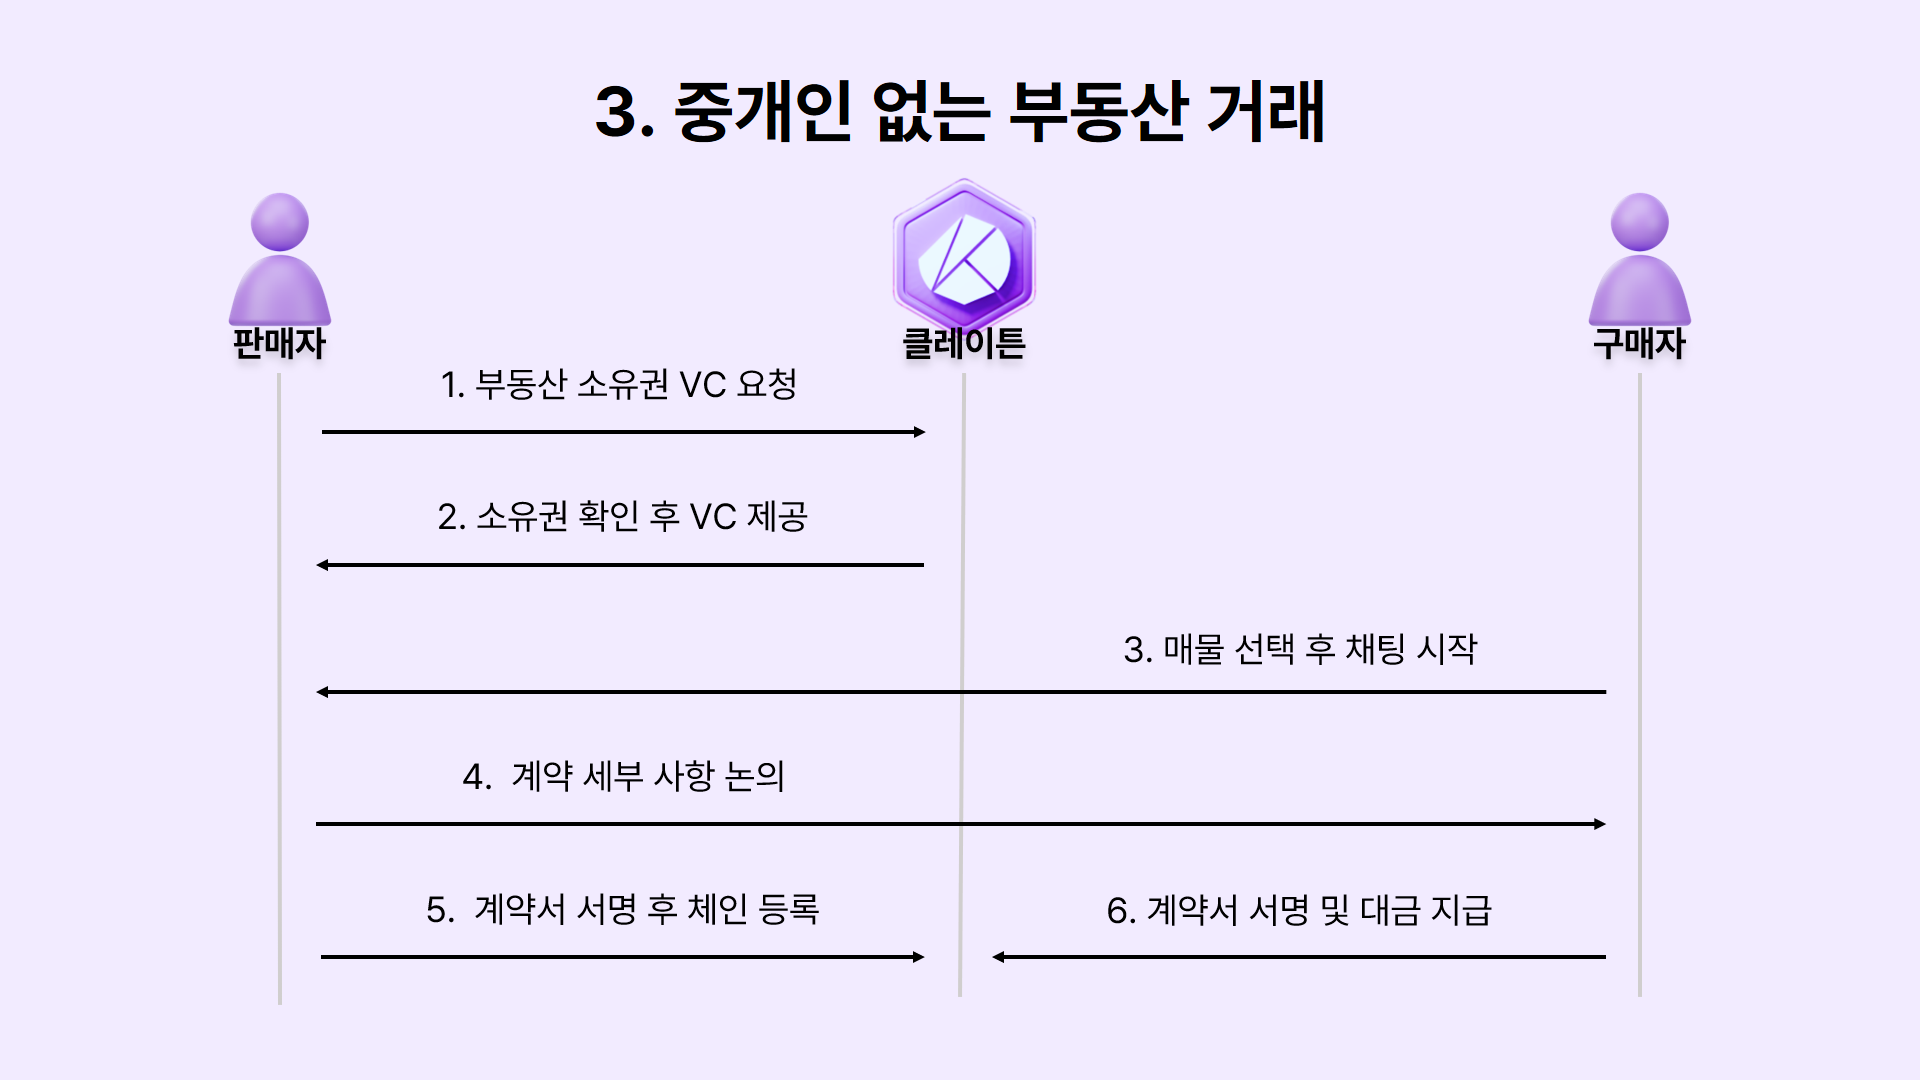 3. 중개인 없는 부동산 거래
판매자
클레이튼
구매자
1. 부동산 소유권 VC 요청
2. 소유권 확인 후 VC 제공
3. 매물 선택 후 채팅 시작
4. 계약 세부 사항 논의
5. 계약서 서명 후 체인 등록
6. 계약서 서명 및 대금 지급